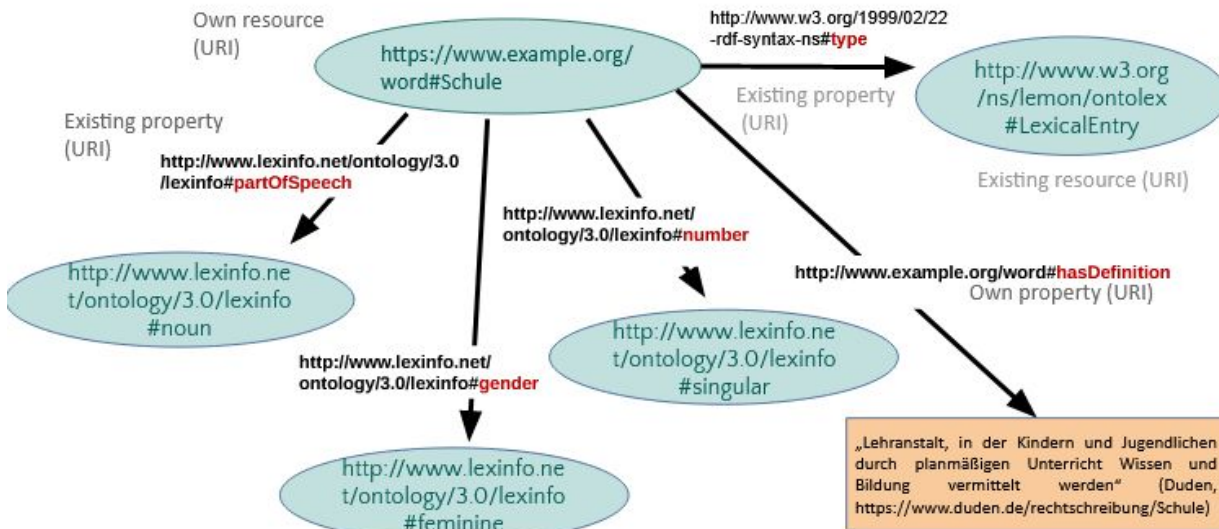 Own resource
(URI)
https://www.example.org/
word#Schule
http://www.w3.org/1999/02/22
-rdf-syntax-ns#type
http://www.w3.org
/ns/lemon/ontolex
#LexicalEntry
Existing property
(URI)
Existing resource (URI)
Existing property
(URI)
http://www.lexinfo.net/ontology/3.0
/lexinfo#partOfSpeech
http://www.lexinfo.net/
ontology/3.0/lexinfo#number
http://www.example.org/word#hasDefinition
Own property (URI)
http://www.lexinfo.ne
t/ontology/3.0/lexinfo
#noun
http://www.lexinfo.net/
ontology/3.0/lexinfo#gender
http://www.lexinfo.ne
t/ontology/3.0/lexinfo
#singular
http://www.lexinfo.ne
t/ontology/3.0/lexinfo
#feminine
„Lehranstalt, in der Kindern und Jugendlichen
durch planmäßigen Unterricht Wissen und
Bildung vermittelt werden“ (Duden,
https://www.duden.de/rechtschreibung/Schule)